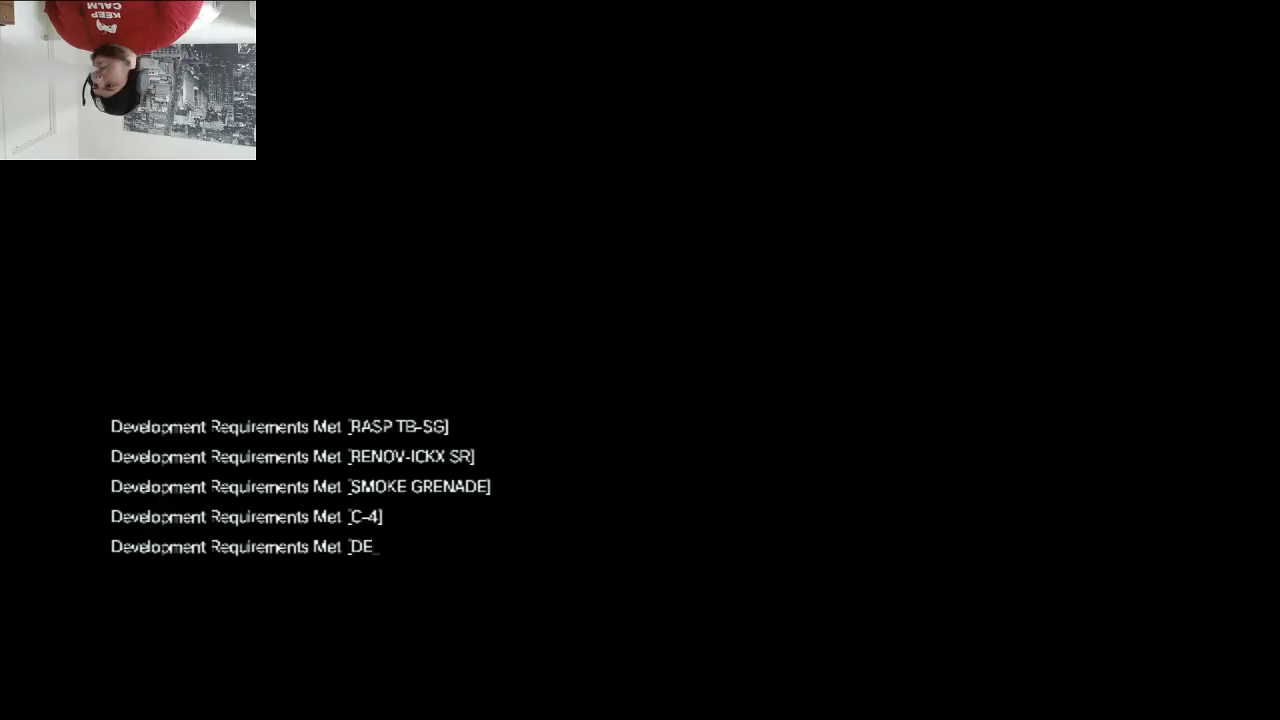 KEEP
CALM
Development Requirements Met [RASP TB-SG]
Development Requirements Met [RENOV-ICKX SR]
Development Requirements Met [SMOKE GRENADE]
Development Requirements Met [C-4]
Development Requirements Met [DE_